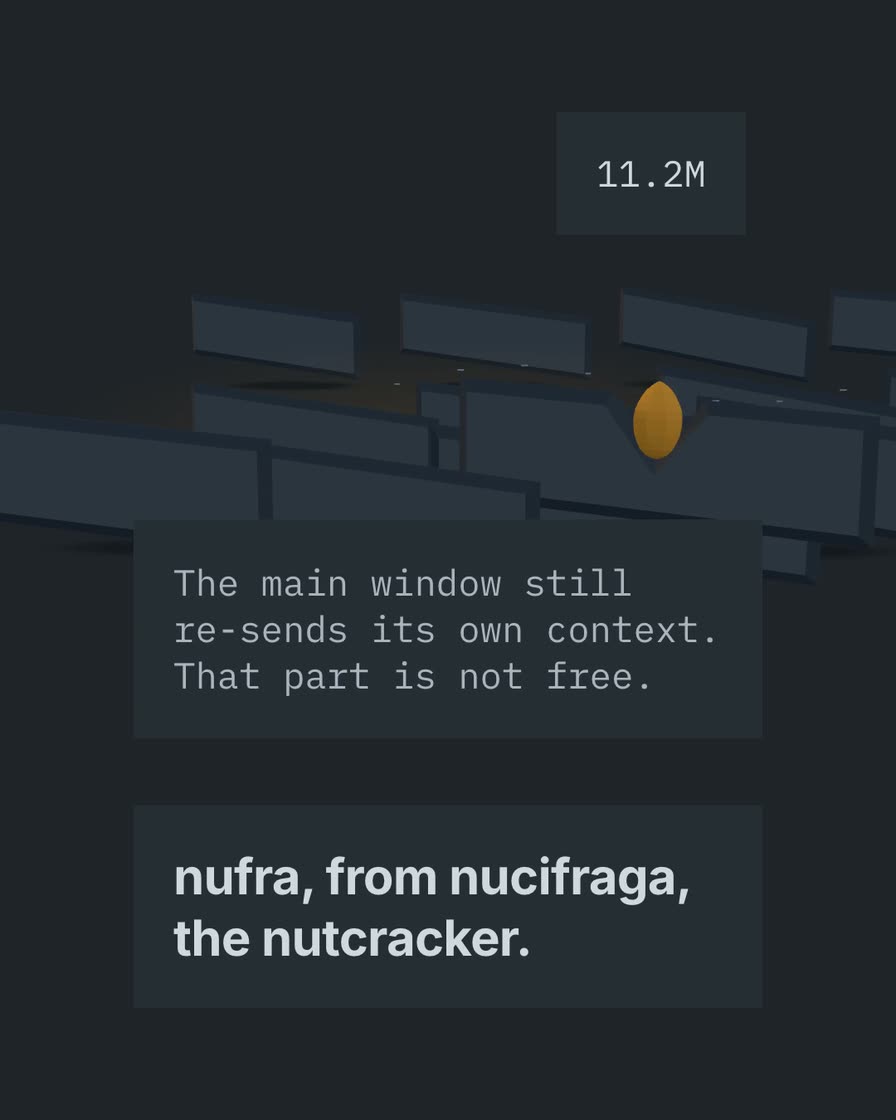 11.2M
The main window still
re-sends its own context.
That part is not free.
nufra, from nucifraga,
the nutcracker.